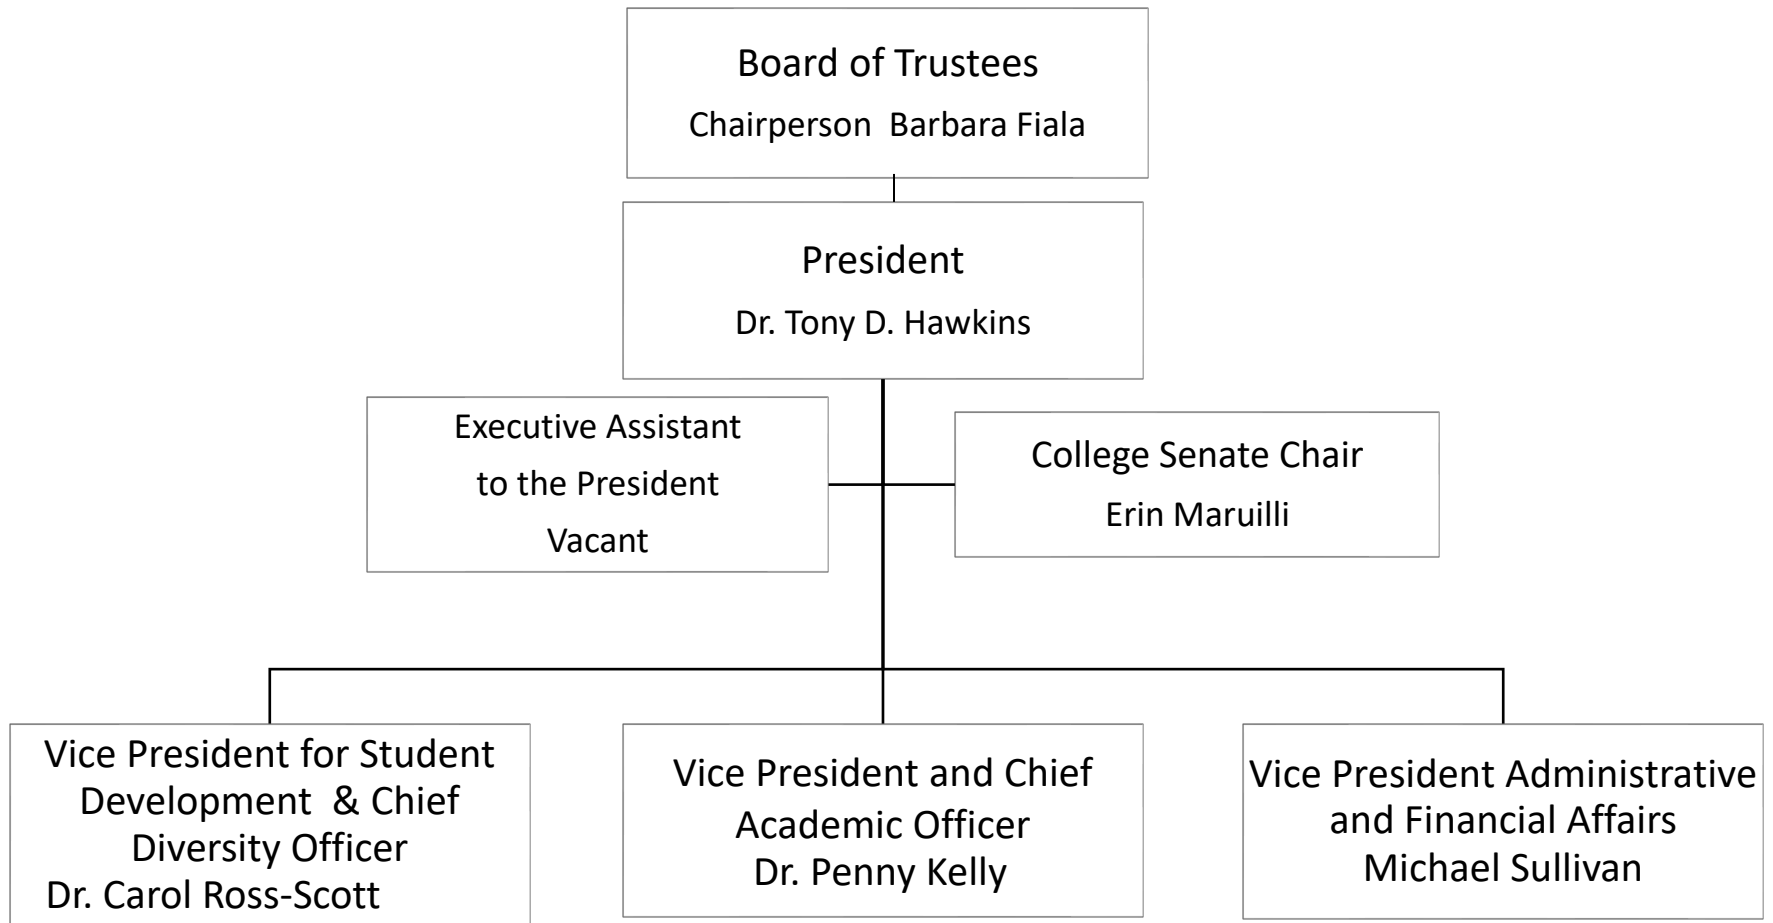 Board of Trustees
Chairperson  Barbara Fiala
President
Dr. Tony D. Hawkins
Executive Assistant
to the President
Vacant
College Senate Chair
Erin Maruilli
Vice President for Student
Development  & Chief
Diversity Officer
Dr. Carol Ross-Scott
Vice President and Chief
Academic Officer
Dr. Penny Kelly
Vice President Administrative
and Financial Affairs
Michael Sullivan